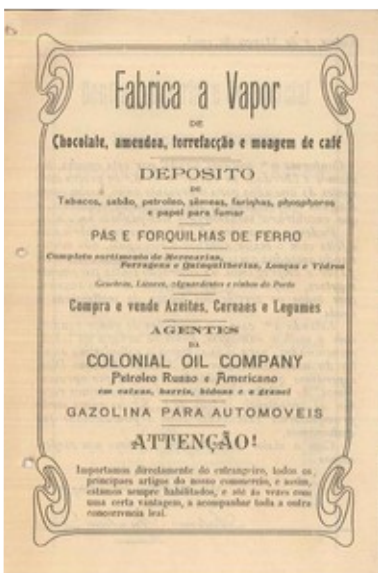 Fabrica a Vapor
DE
Chocolate, amendoa, torrefacção e moagem de café
DEPOSITO
DE
Tabacos, sabão, petroleo, sêmeas, farinhas, phosphoros
e papel para fumar
PÁS E FORQUILHAS DE FERRO
Completo sortimento de Mercearias,
Ferragens e Quinquilherias, Louças e Vidros
Genebras, Licores, Aguardentes e vinhos do Porto
Compra e vende Azeites, Cereaes e Legumes
AGENTES
DA
COLONIAL OIL COMPANY
Petroleo Russo e Americano
em caixas, barris, bidons e a granel
GAZOLINA PARA AUTOMOVEIS
ATTENÇÃO!
Importamos directamente do estrangeiro, todos os
principaes artigos do nosso commercio, e assim,
estamos sempre habilitados, e até ás vezes com
uma certa vantagem, a acompanhar toda a outra
concorrencia leal.